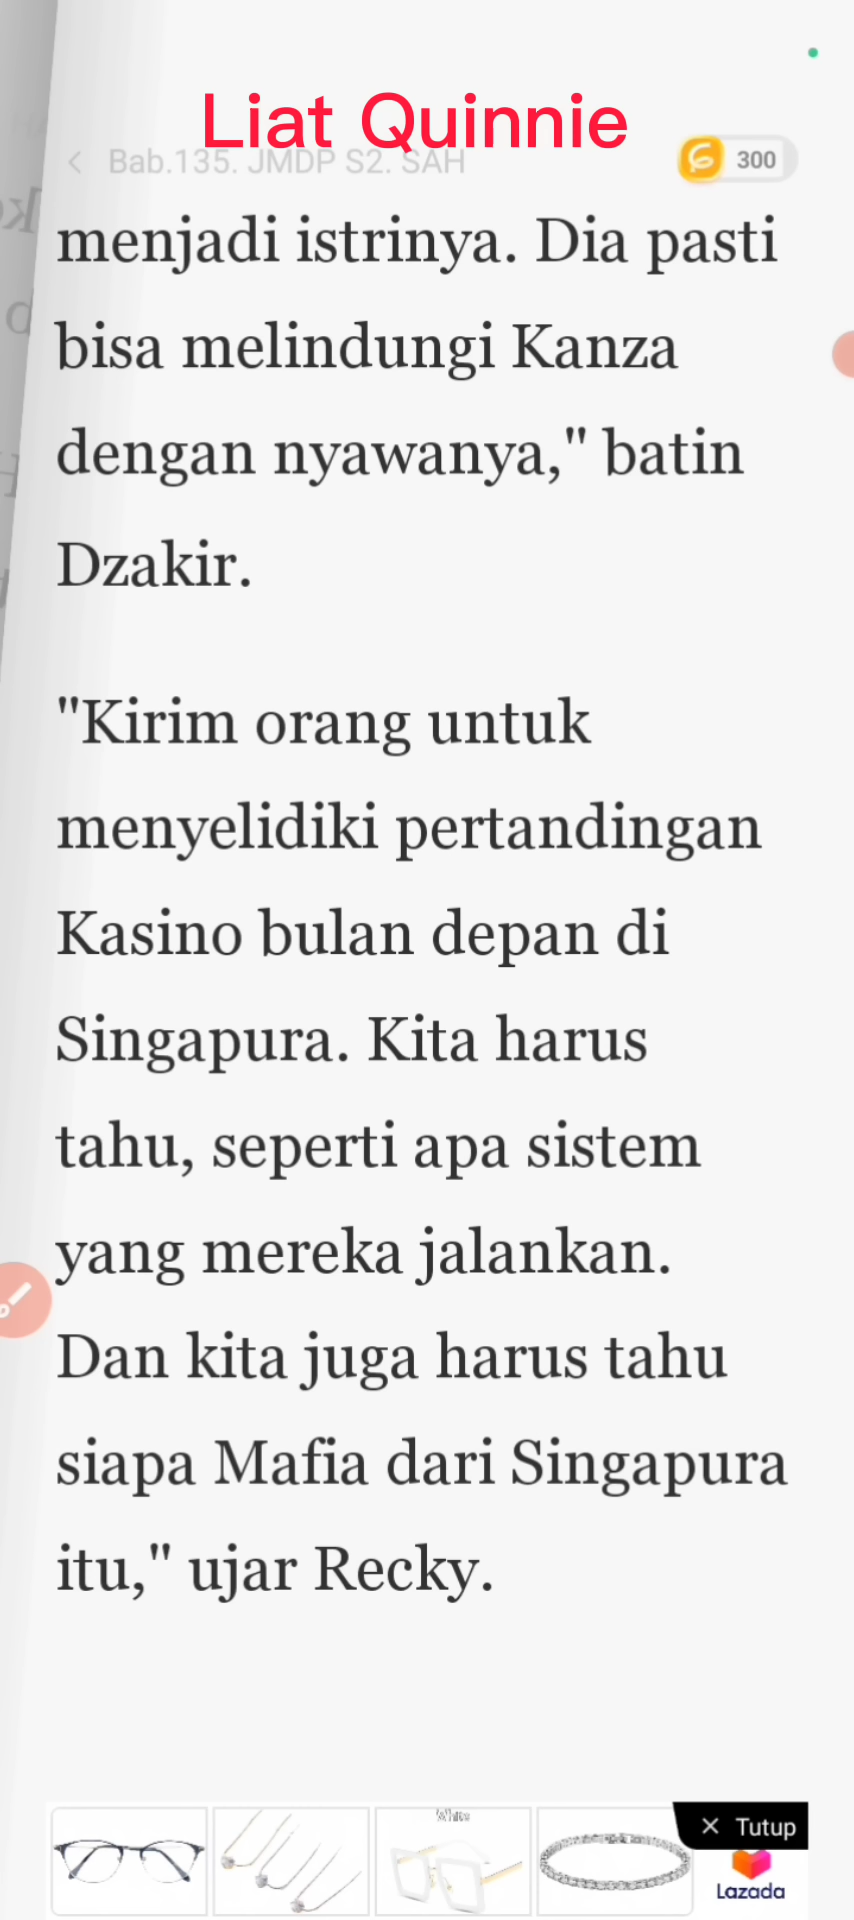 Liat Quinnie
Bab.135. JMDP S2. SAH
300
menjadi istrinya. Dia pasti
bisa melindungi Kanza
dengan nyawanya," batin
Dzakir.
"Kirim orang untuk
menyelidiki pertandingan
Kasino bulan depan di
Singapura. Kita harus
tahu, seperti apa sistem
yang mereka jalankan.
Dan kita juga harus tahu
siapa Mafia dari Singapura
itu," ujar Recky.
White
Tutup
Lazada